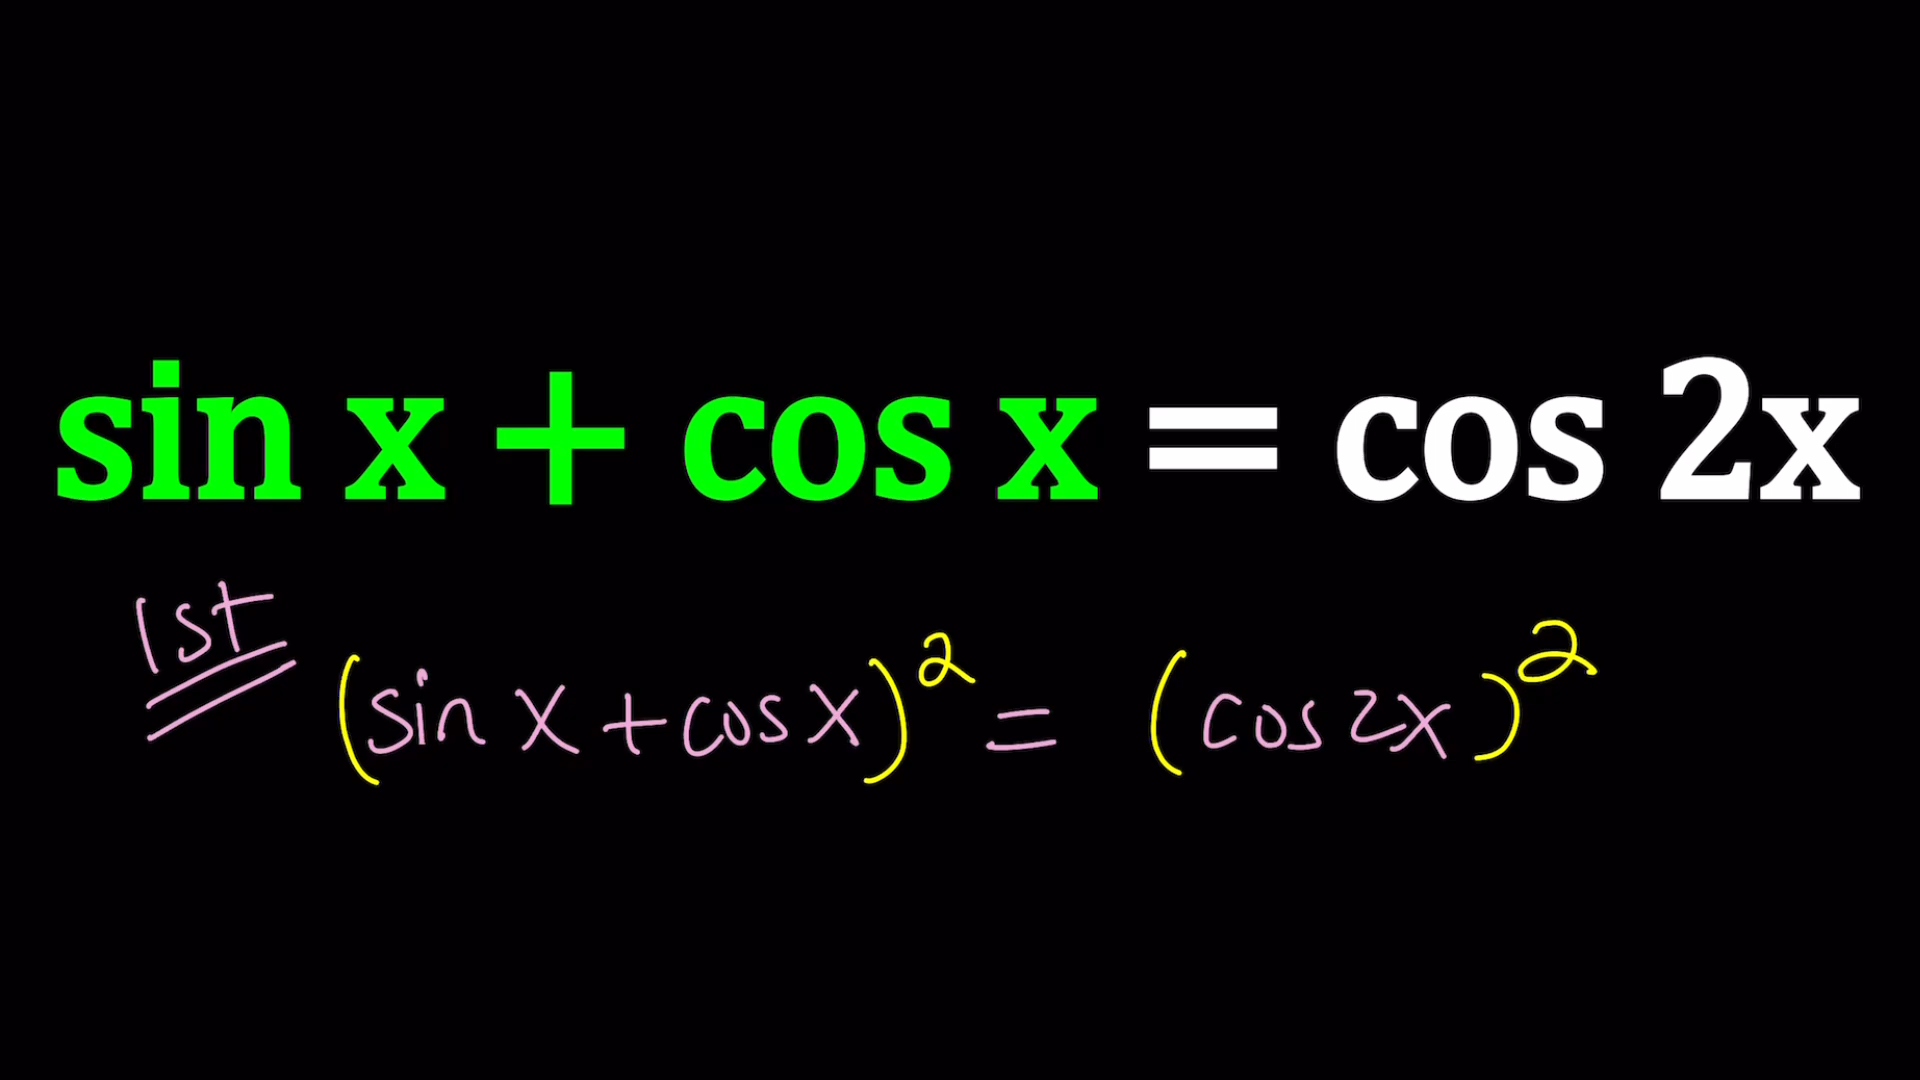 sin x + cos x = cos 2x
1st
(sin x + cos x)² = (cos 2x)²